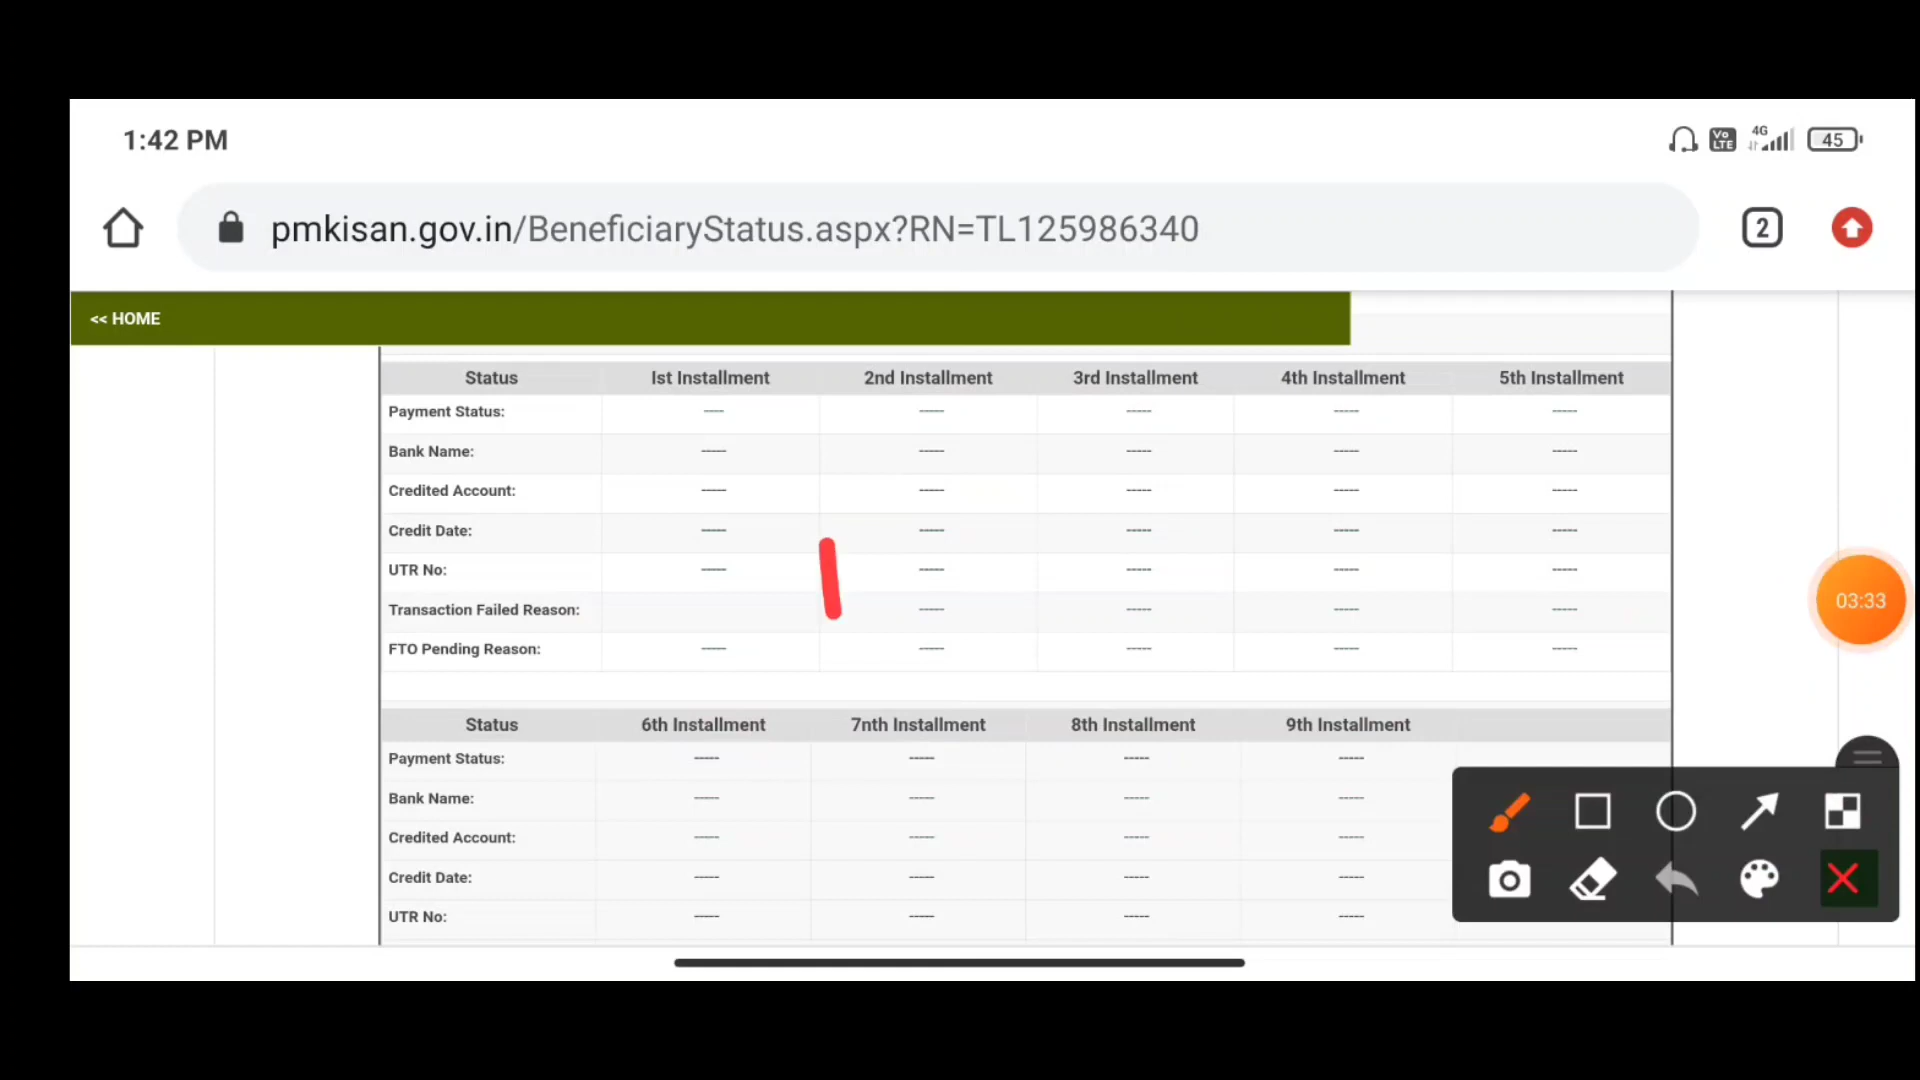 1:42 PM
Vo LTE 4G 45
pmkisan.gov.in/BeneficiaryStatus.aspx?RN=TL125986340
2
<< HOME
Status Ist Installment 2nd Installment 3rd Installment 4th Installment 5th Installment
Payment Status: ---- ----- ----- ----- -----
Bank Name: ----- ----- ----- ----- -----
Credited Account: ----- ----- ----- ----- -----
Credit Date: ----- ----- ----- ----- -----
UTR No: ----- ----- ----- ----- -----
03:33
Transaction Failed Reason: ----- ----- ----- -----
FTO Pending Reason: ----- ----- ----- ----- -----
Status 6th Installment 7nth Installment 8th Installment 9th Installment
Payment Status: ----- ----- ----- -----
Bank Name: ----- ----- ----- -----
Credited Account: ----- ----- ----- -----
Credit Date: ----- ----- ----- -----
UTR No: ----- ----- ----- -----